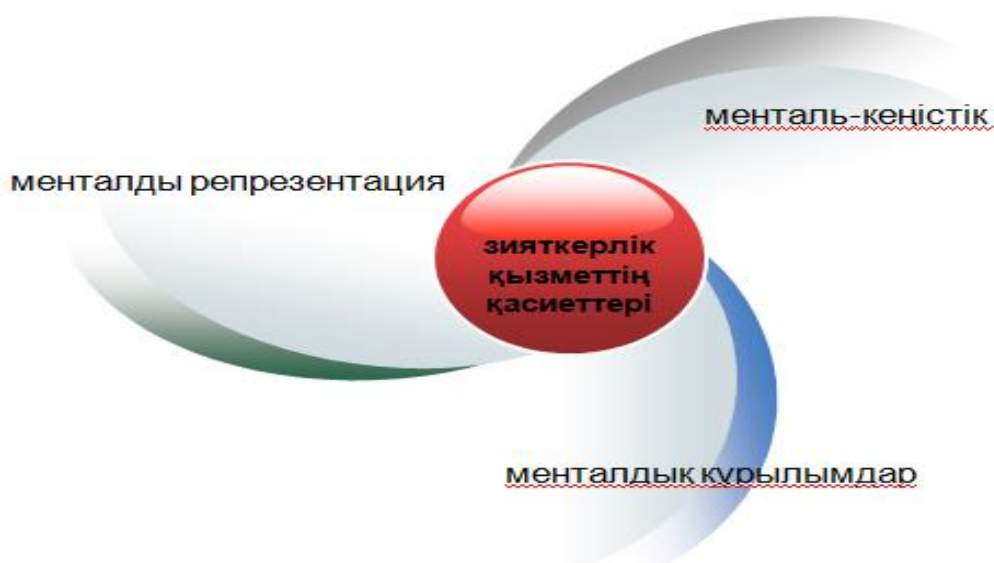 менталь-кеңістік
менталды репрезентация
зияткерлік
қызметтің
қасиеттері
менталдық құрылымдар